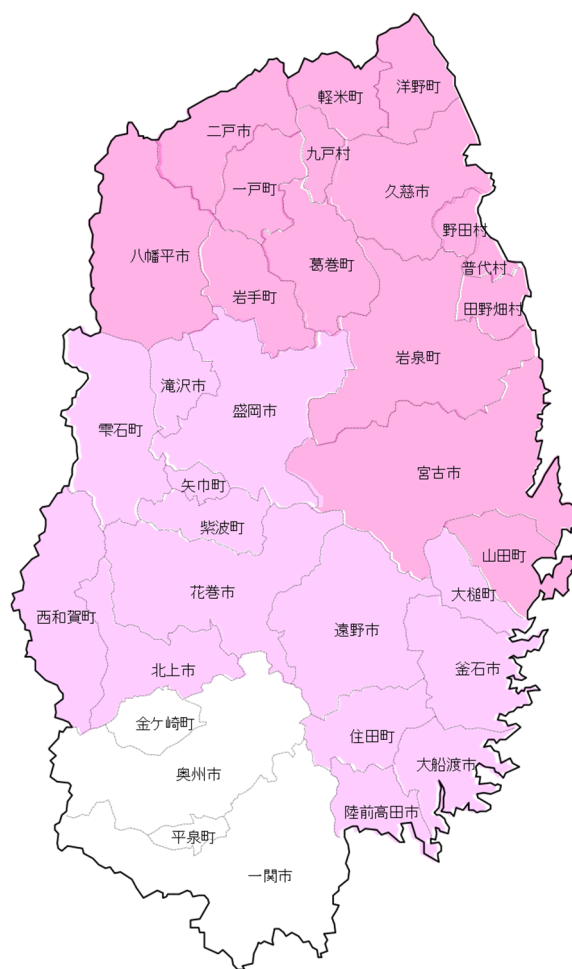 洋野町
軽米町
二戸市
九戸村
一戸町
久慈市
野田村
八幡平市
葛巻町
普代村
岩手町
田野畑村
岩泉町
滝沢市
盛岡市
雫石町
宮古市
矢巾町
紫波町
山田町
花巻市
大槌町
西和賀町
遠野市
北上市
釜石市
金ケ崎町
住田町
大船渡市
奥州市
陸前高田市
平泉町
一関市